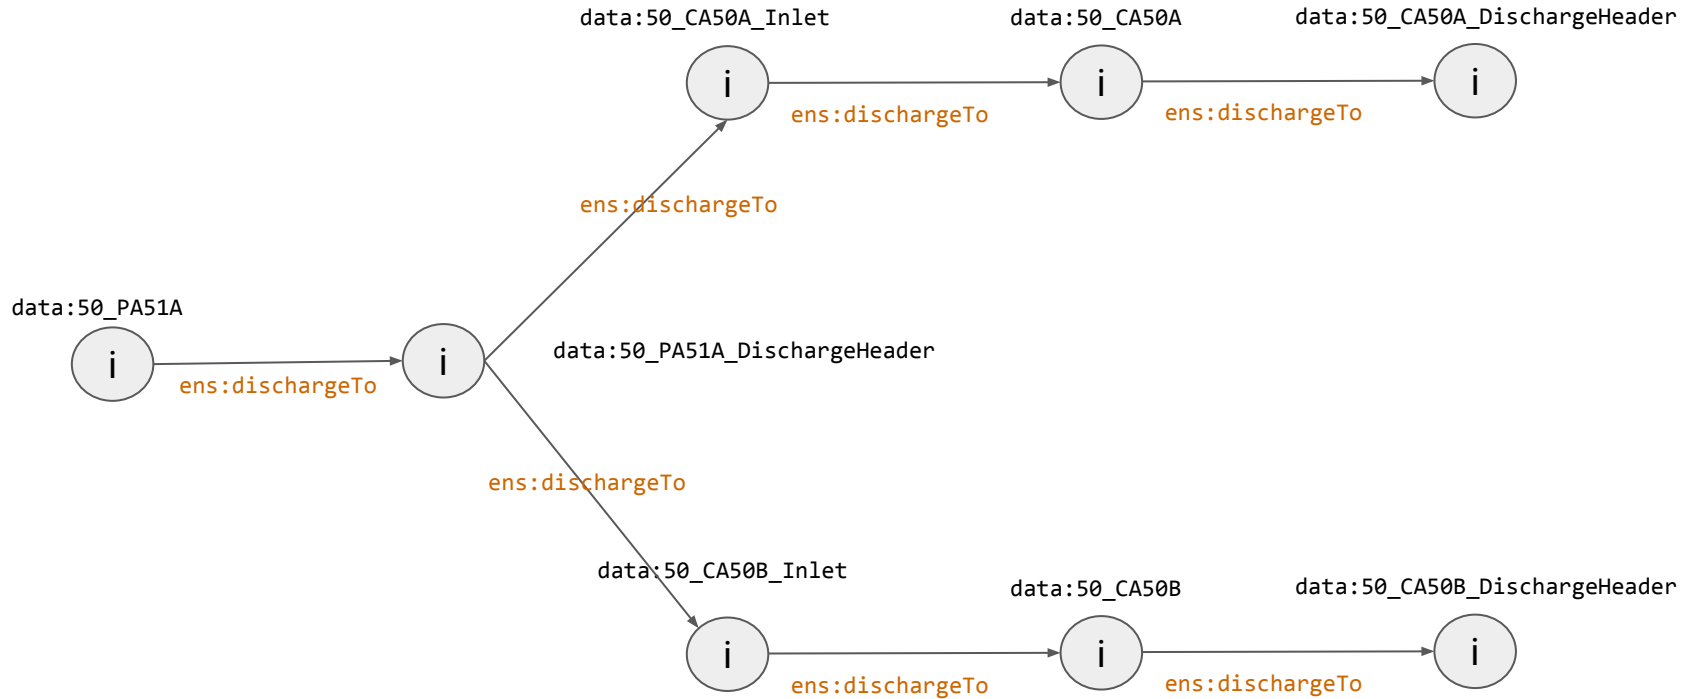 data:50_CA50A_Inlet
data:50_CA50A
data:50_CA50A_DischargeHeader
i
i
i
ens:dischargeTo
ens:dischargeTo
ens:dischargeTo
data:50_PA51A
data:50_PA51A_DischargeHeader
i
i
ens:dischargeTo
ens:dischargeTo
data:50_CA50B_Inlet
data:50_CA50B
data:50_CA50B_DischargeHeader
i
i
i
ens:dischargeTo
ens:dischargeTo